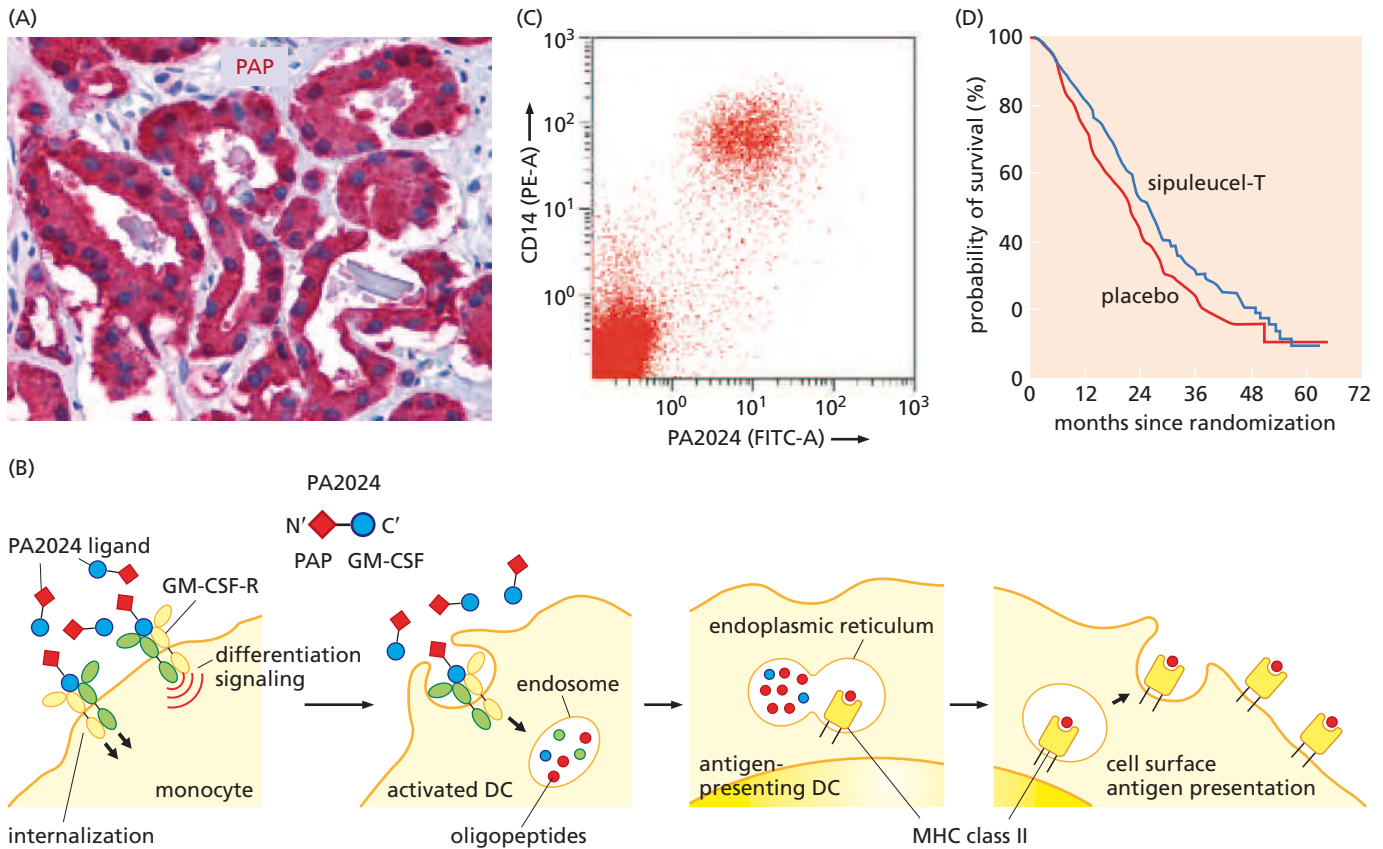 (A)
PAP
(C)
10³
10²
10¹
10⁰
CD14 (PE-A)
10⁰ 10¹ 10² 10³
PA2024 (FITC-A)
(D)
100
80
60
40
0
0
probability of survival (%)
sipuleucel-T
placebo
0 12 24 36 48 60 72
months since randomization
(B)
PA2024
N′ C′
PAP GM-CSF
PA2024 ligand
GM-CSF-R
differentiation
signaling
monocyte
internalization
endosome
activated DC
oligopeptides
endoplasmic reticulum
antigen-
presenting DC
MHC class II
cell surface
antigen presentation